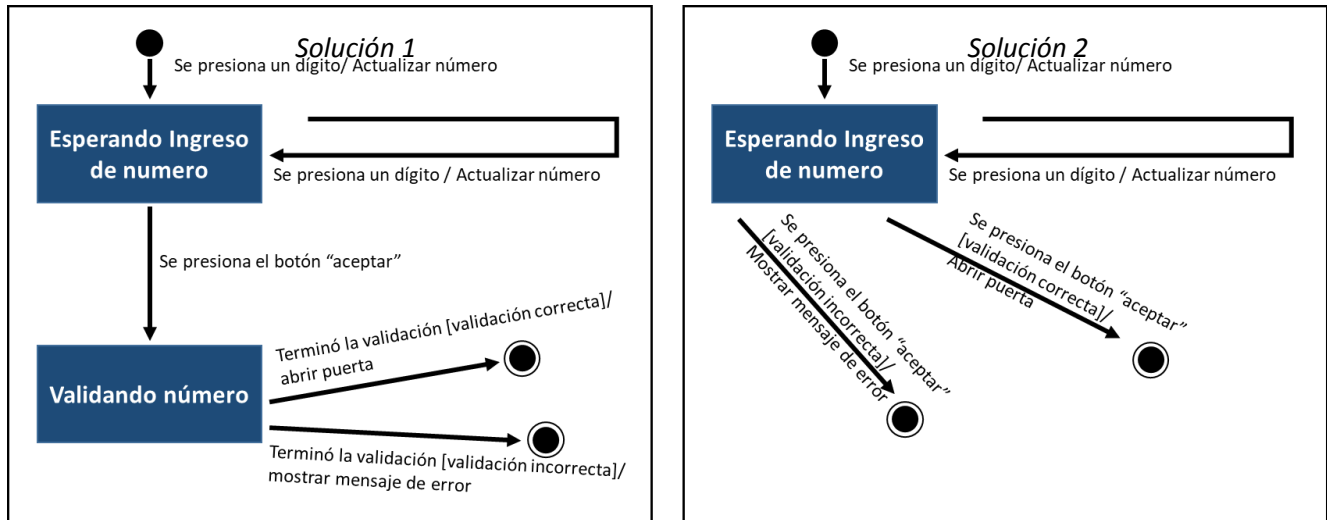 Solución 1
Se presiona un dígito/ Actualizar número
Esperando Ingreso
de numero
Se presiona un dígito / Actualizar número
Se presiona el botón “aceptar”
Validando número
Terminó la validación [validación correcta]/
abrir puerta
Terminó la validación [validación incorrecta]/
mostrar mensaje de error
Solución 2
Se presiona un dígito/ Actualizar número
Esperando Ingreso
de numero
Se presiona un dígito / Actualizar número
Se presiona el botón “aceptar”
[validación incorrecta]/
Mostrar mensaje de error
Se presiona el botón “aceptar”
[validación correcta]/
Abrir puerta